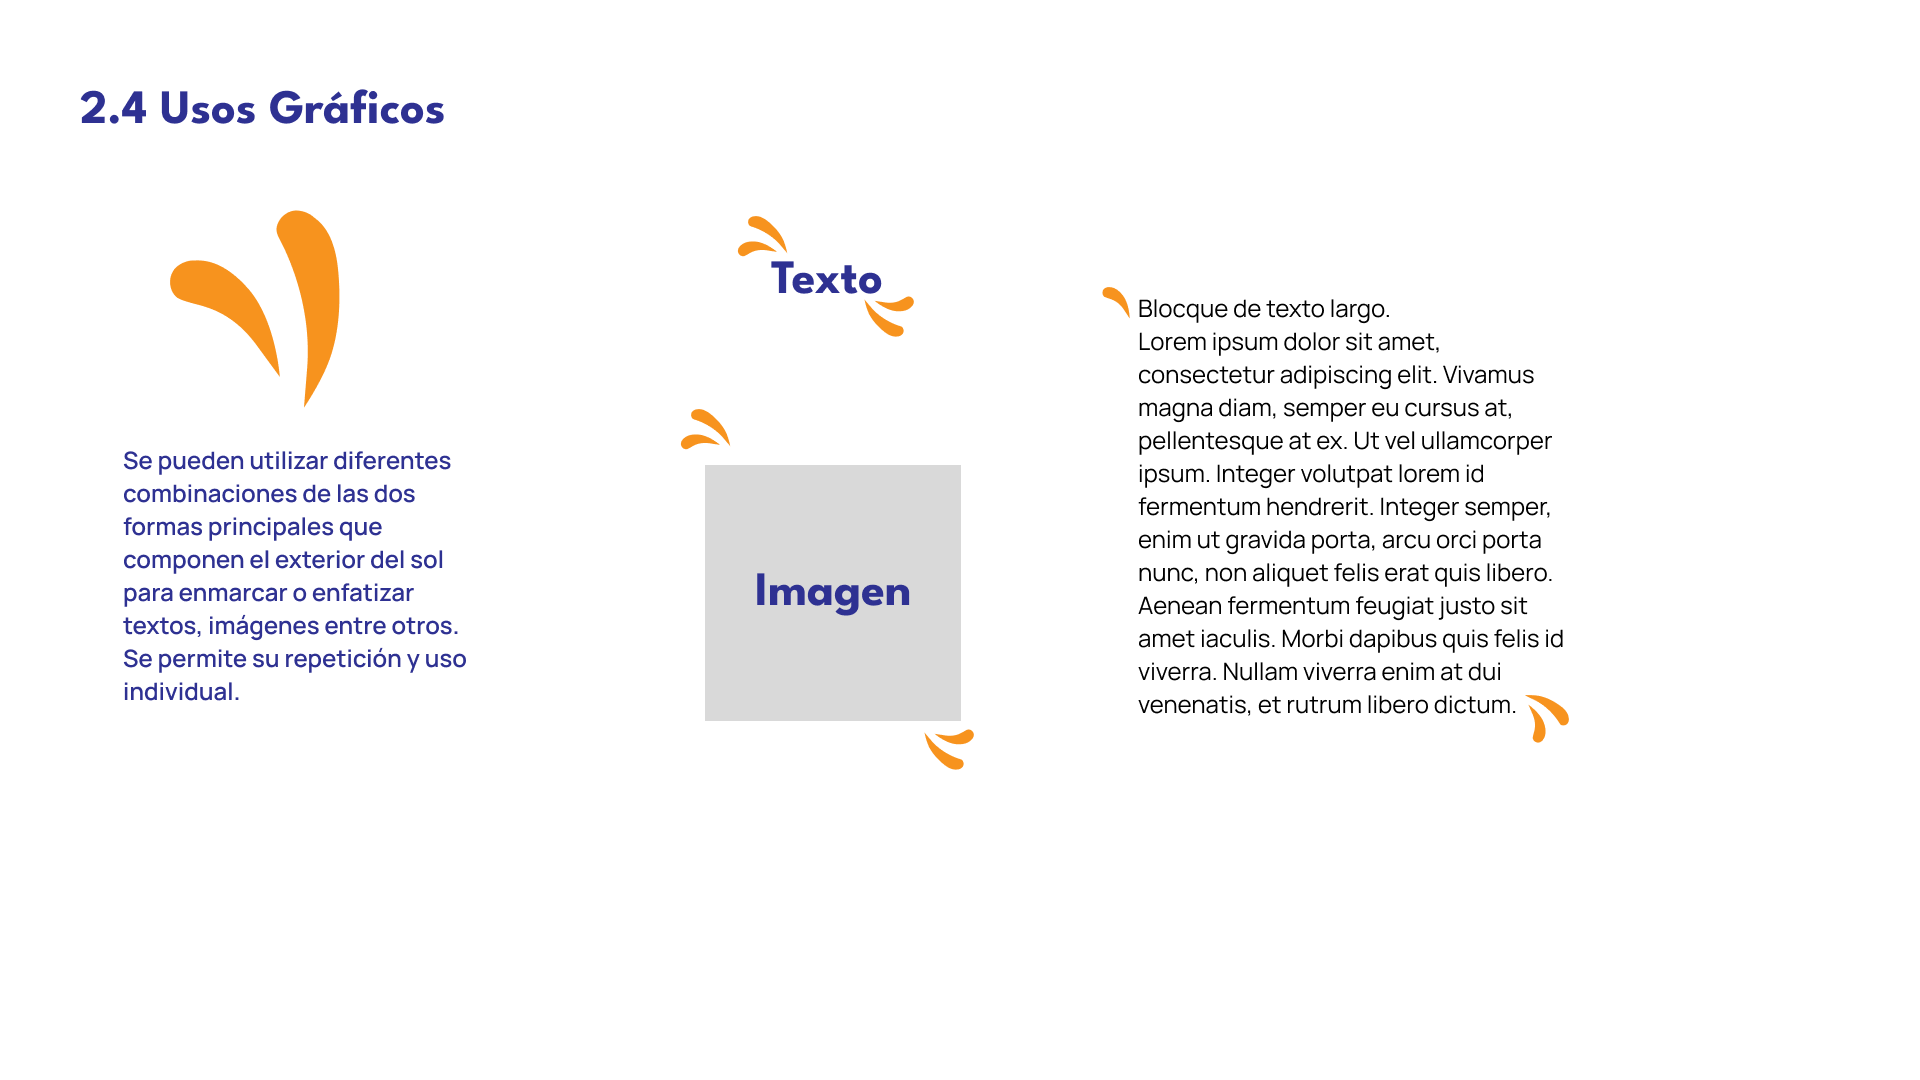 2.4 Usos Gráficos
Se pueden utilizar diferentes
combinaciones de las dos
formas principales que
componen el exterior del sol
para enmarcar o enfatizar
textos, imágenes entre otros.
Se permite su repetición y uso
individual.
Texto
Imagen
Blocque de texto largo.
Lorem ipsum dolor sit amet,
consectetur adipiscing elit. Vivamus
magna diam, semper eu cursus at,
pellentesque at ex. Ut vel ullamcorper
ipsum. Integer volutpat lorem id
fermentum hendrerit. Integer semper,
enim ut gravida porta, arcu orci porta
nunc, non aliquet felis erat quis libero.
Aenean fermentum feugiat justo sit
amet iaculis. Morbi dapibus quis felis id
viverra. Nullam viverra enim at dui
venenatis, et rutrum libero dictum.